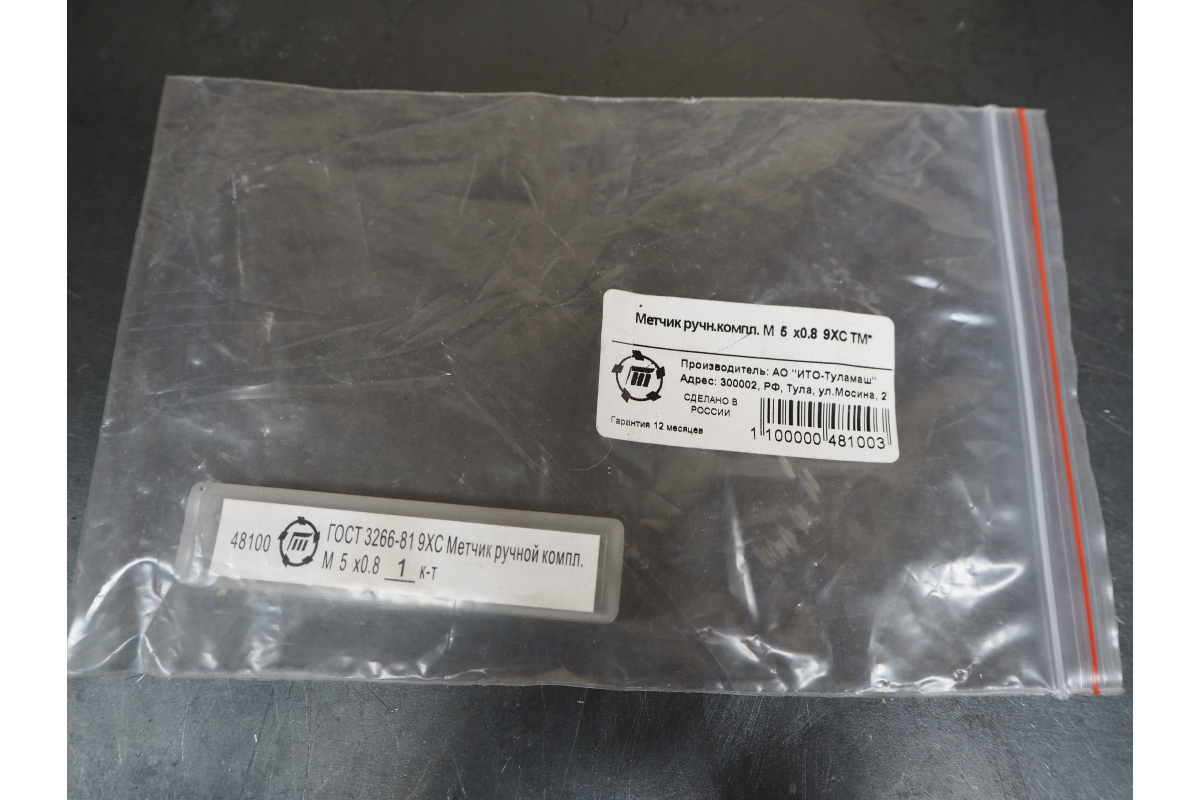 Метчик ручн.компл. М 5 х0.8 9ХС ТМ*
Производитель: АО "ИТО-Туламаш"
Адрес: 300002, РФ, Тула, ул.Мосина, 2
СДЕЛАНО В
РОССИИ
Гарантия 12 месяцев
1 100000 481003
48100
ГОСТ 3266-81 9ХС Метчик ручной компл.
М 5 х0.8 1 к-т